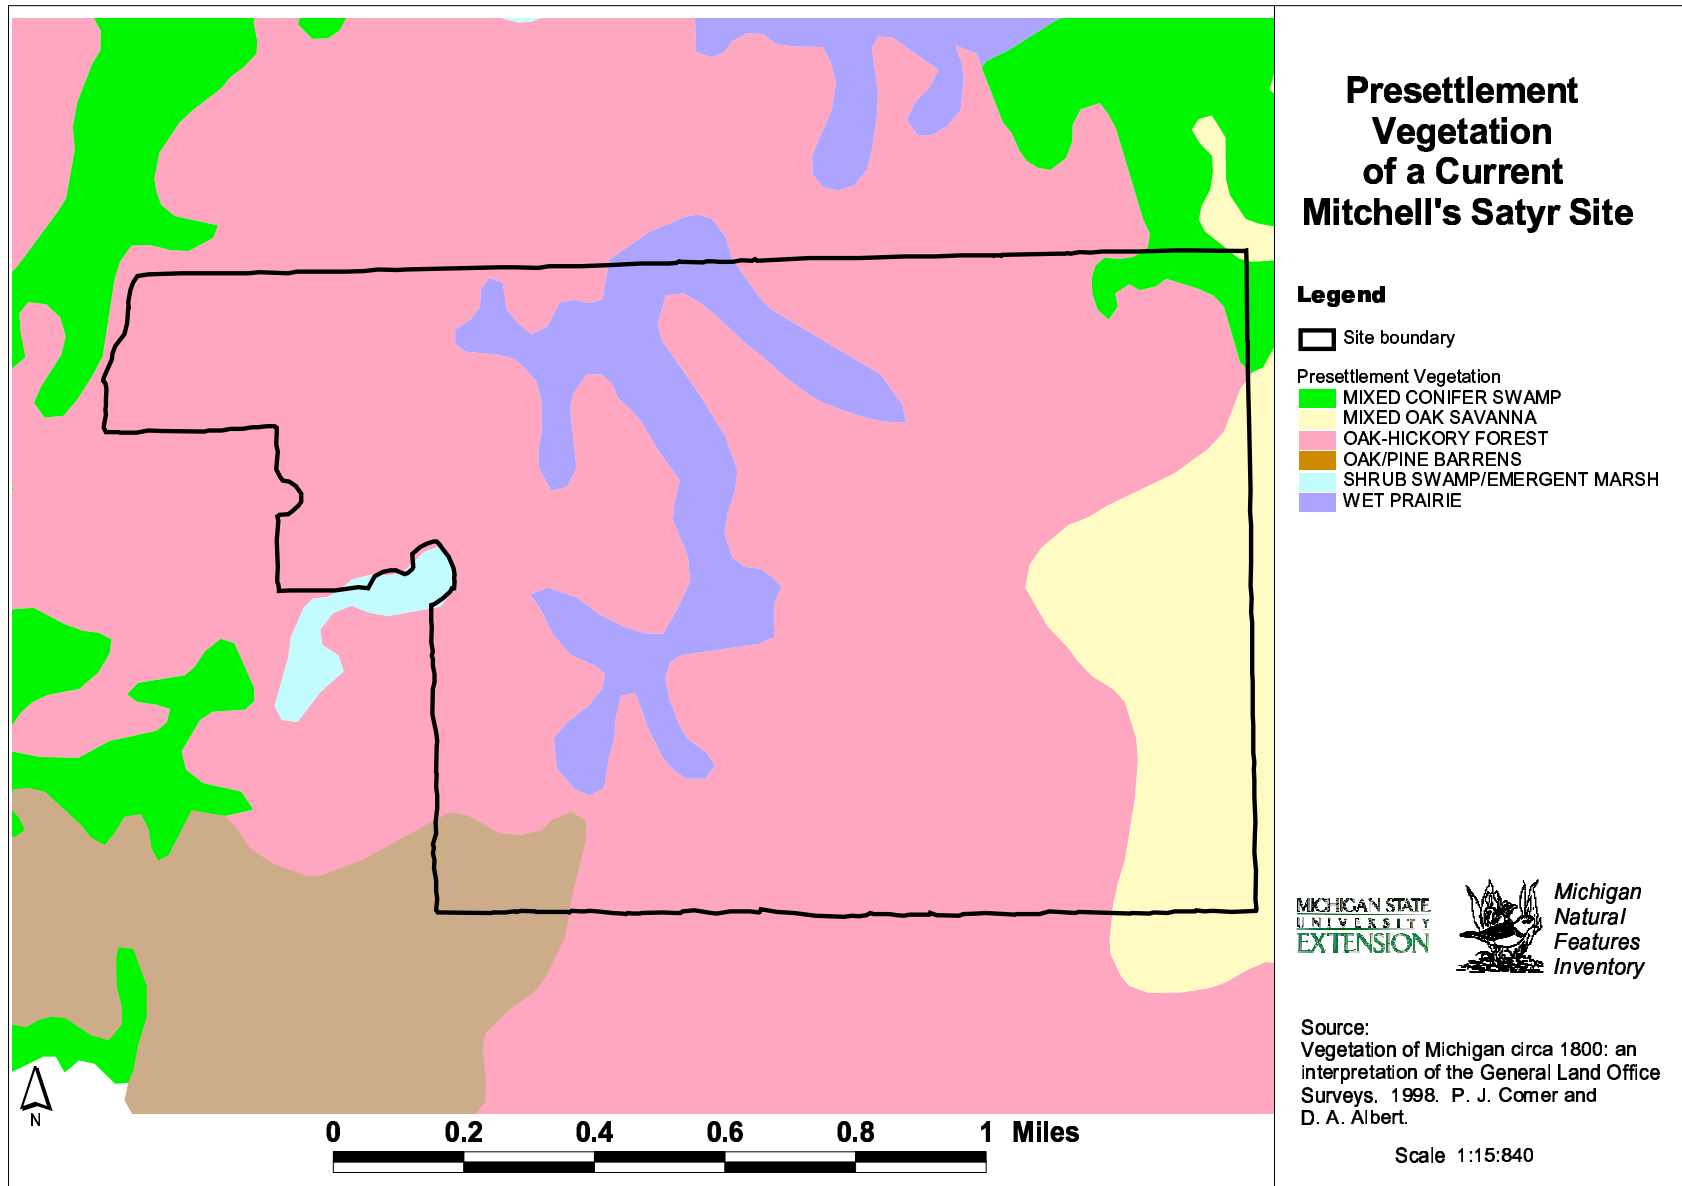 Presettlement
Vegetation
of a Current
Mitchell's Satyr Site
Legend
Site boundary
Presettlement Vegetation
MIXED CONIFER SWAMP
MIXED OAK SAVANNA
OAK-HICKORY FOREST
OAK/PINE BARRENS
SHRUB SWAMP/EMERGENT MARSH
WET PRAIRIE
MICHIGAN STATE
UNIVERSITY
EXTENSION
Michigan
Natural
Features
Inventory
Source:
Vegetation of Michigan circa 1800: an
interpretation of the General Land Office
Surveys. 1998. P. J. Comer and
D. A. Albert.
Scale 1:15:840
N
0 0.2 0.4 0.6 0.8 1 Miles